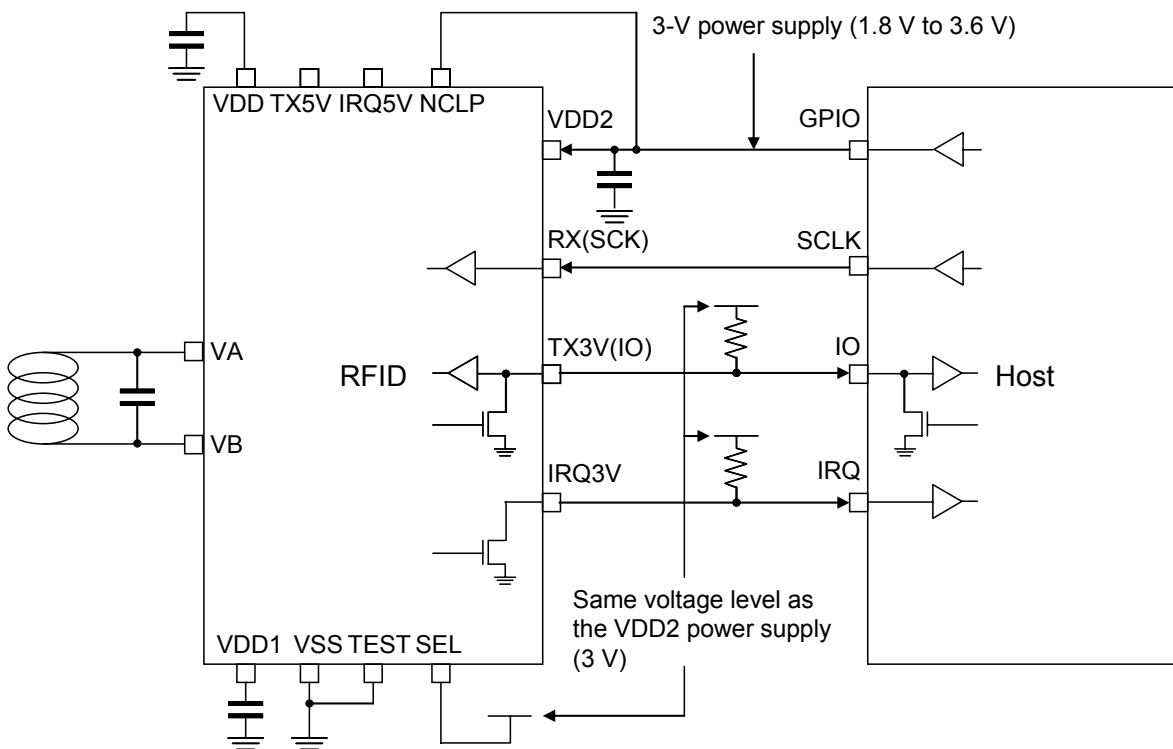 3-V power supply (1.8 V to 3.6 V)
VDD TX5V IRQ5V NCLP
VDD2
GPIO
RX(SCK)
SCLK
TX3V(IO)
IO
VA
RFID
Host
VB
IRQ3V
IRQ
Same voltage level as
the VDD2 power supply
(3 V)
VDD1 VSS TEST SEL